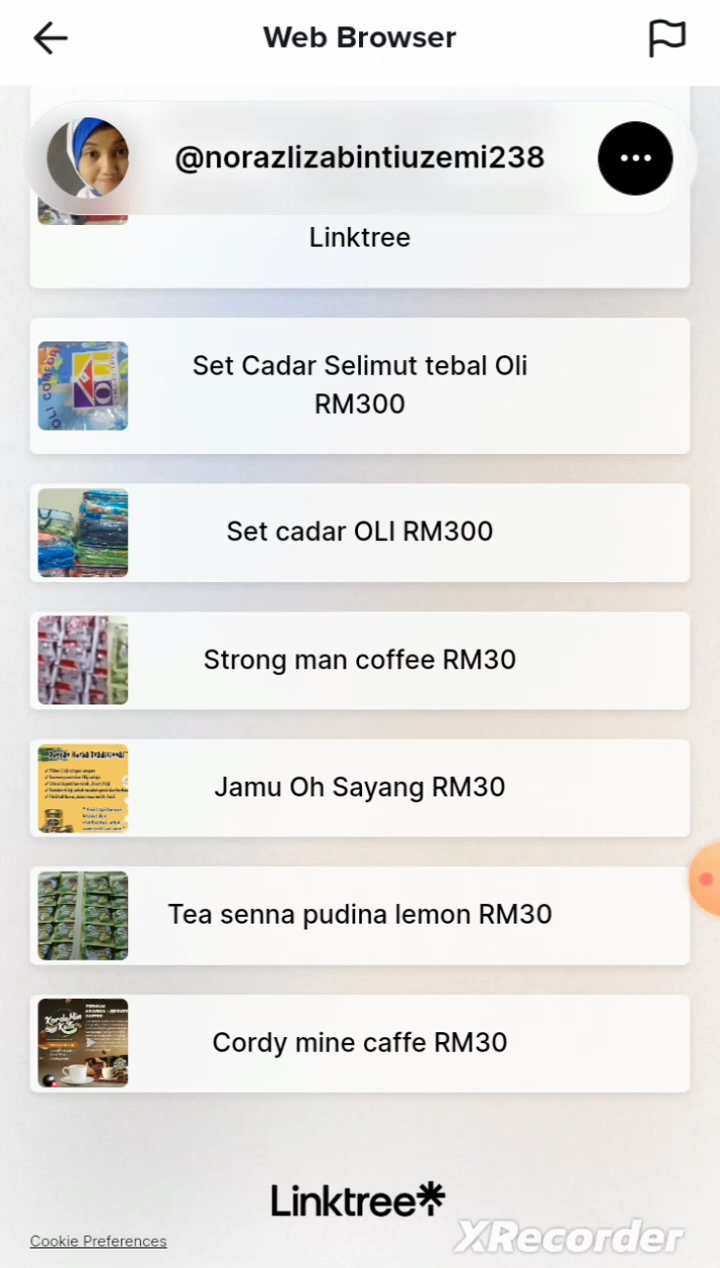 Web Browser
@norazlizabintiuzemi238
Linktree
Set Cadar Selimut tebal Oli
RM300
Set cadar OLI RM300
Strong man coffee RM30
Jamu Oh Sayang RM30
Tea senna pudina lemon RM30
Cordy mine caffe RM30
Linktree
Cookie Preferences
XRecorder